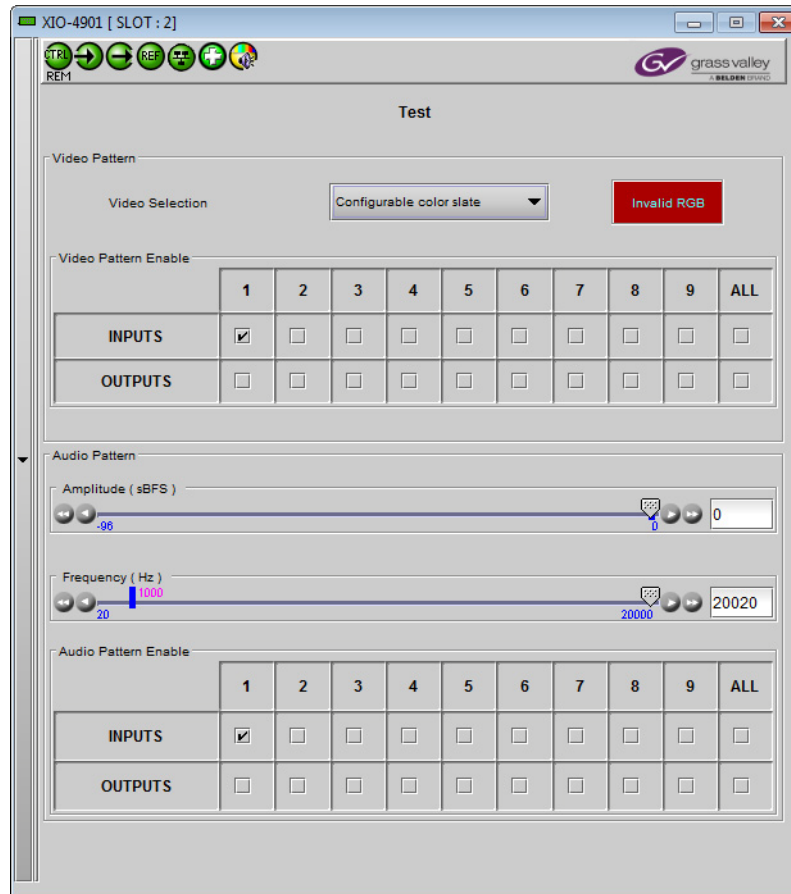 XIO-4901 [ SLOT : 2]
CTRL REF
REM
grass valley
A BELDEN BRAND
Test
Video Pattern
Video Selection Configurable color slate Invalid RGB
Video Pattern Enable
1 2 3 4 5 6 7 8 9 ALL
INPUTS
OUTPUTS
Audio Pattern
Amplitude ( sBFS )
-96 0 0
Frequency ( Hz )
1000
20 20000 20020
Audio Pattern Enable
1 2 3 4 5 6 7 8 9 ALL
INPUTS
OUTPUTS